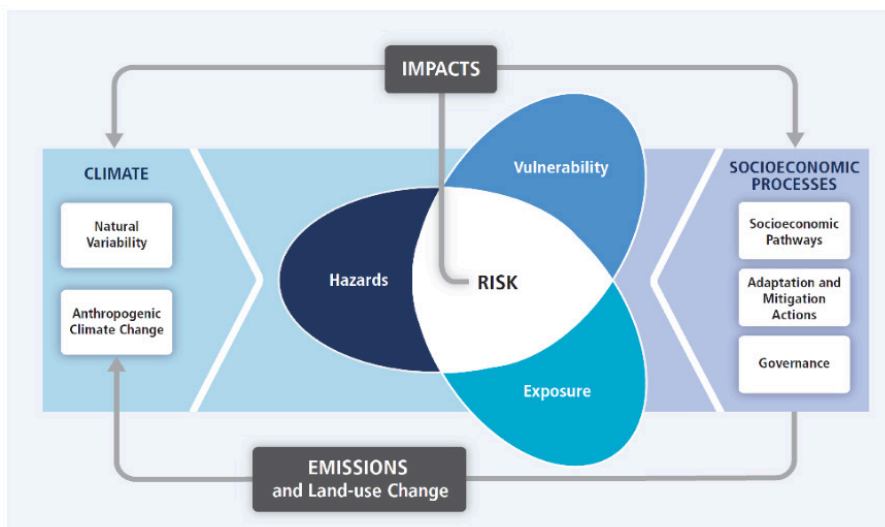 IMPACTS
CLIMATE
Natural
Variability
Anthropogenic
Climate Change
Vulnerability
Hazards
RISK
Exposure
SOCIOECONOMIC
PROCESSES
Socioeconomic
Pathways
Adaptation and
Mitigation
Actions
Governance
EMISSIONS
and Land-use Change